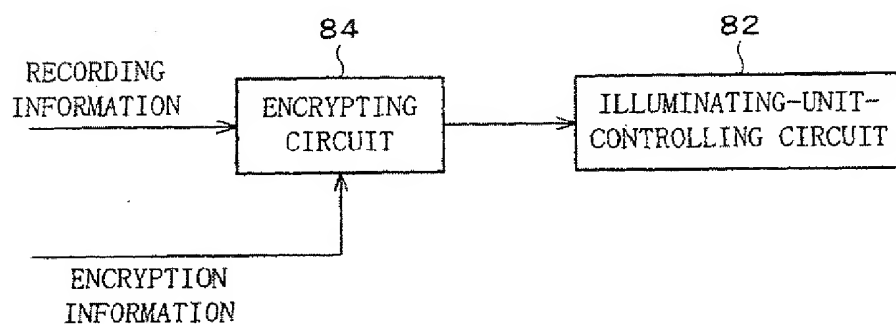 84
82
RECORDING
INFORMATION
ENCRYPTING
CIRCUIT
ILLUMINATING-UNIT-
CONTROLLING CIRCUIT
ENCRYPTION
INFORMATION